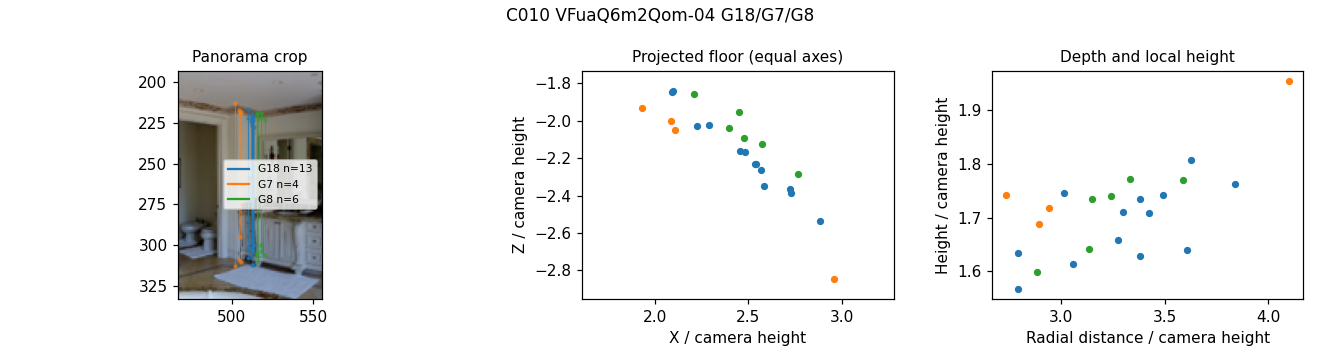 C010 VFuaQ6m2Qom-04 G18/G7/G8
Panorama crop
200
225
250
275
300
325
500
550
G18 n=13
G7 n=4
G8 n=6
Projected floor (equal axes)
Z / camera height
−1.8
−2.0
−2.2
−2.4
−2.6
−2.8
2.0
2.5
3.0
X / camera height
Depth and local height
Height / camera height
1.9
1.8
1.7
1.6
3.0
3.5
4.0
Radial distance / camera height